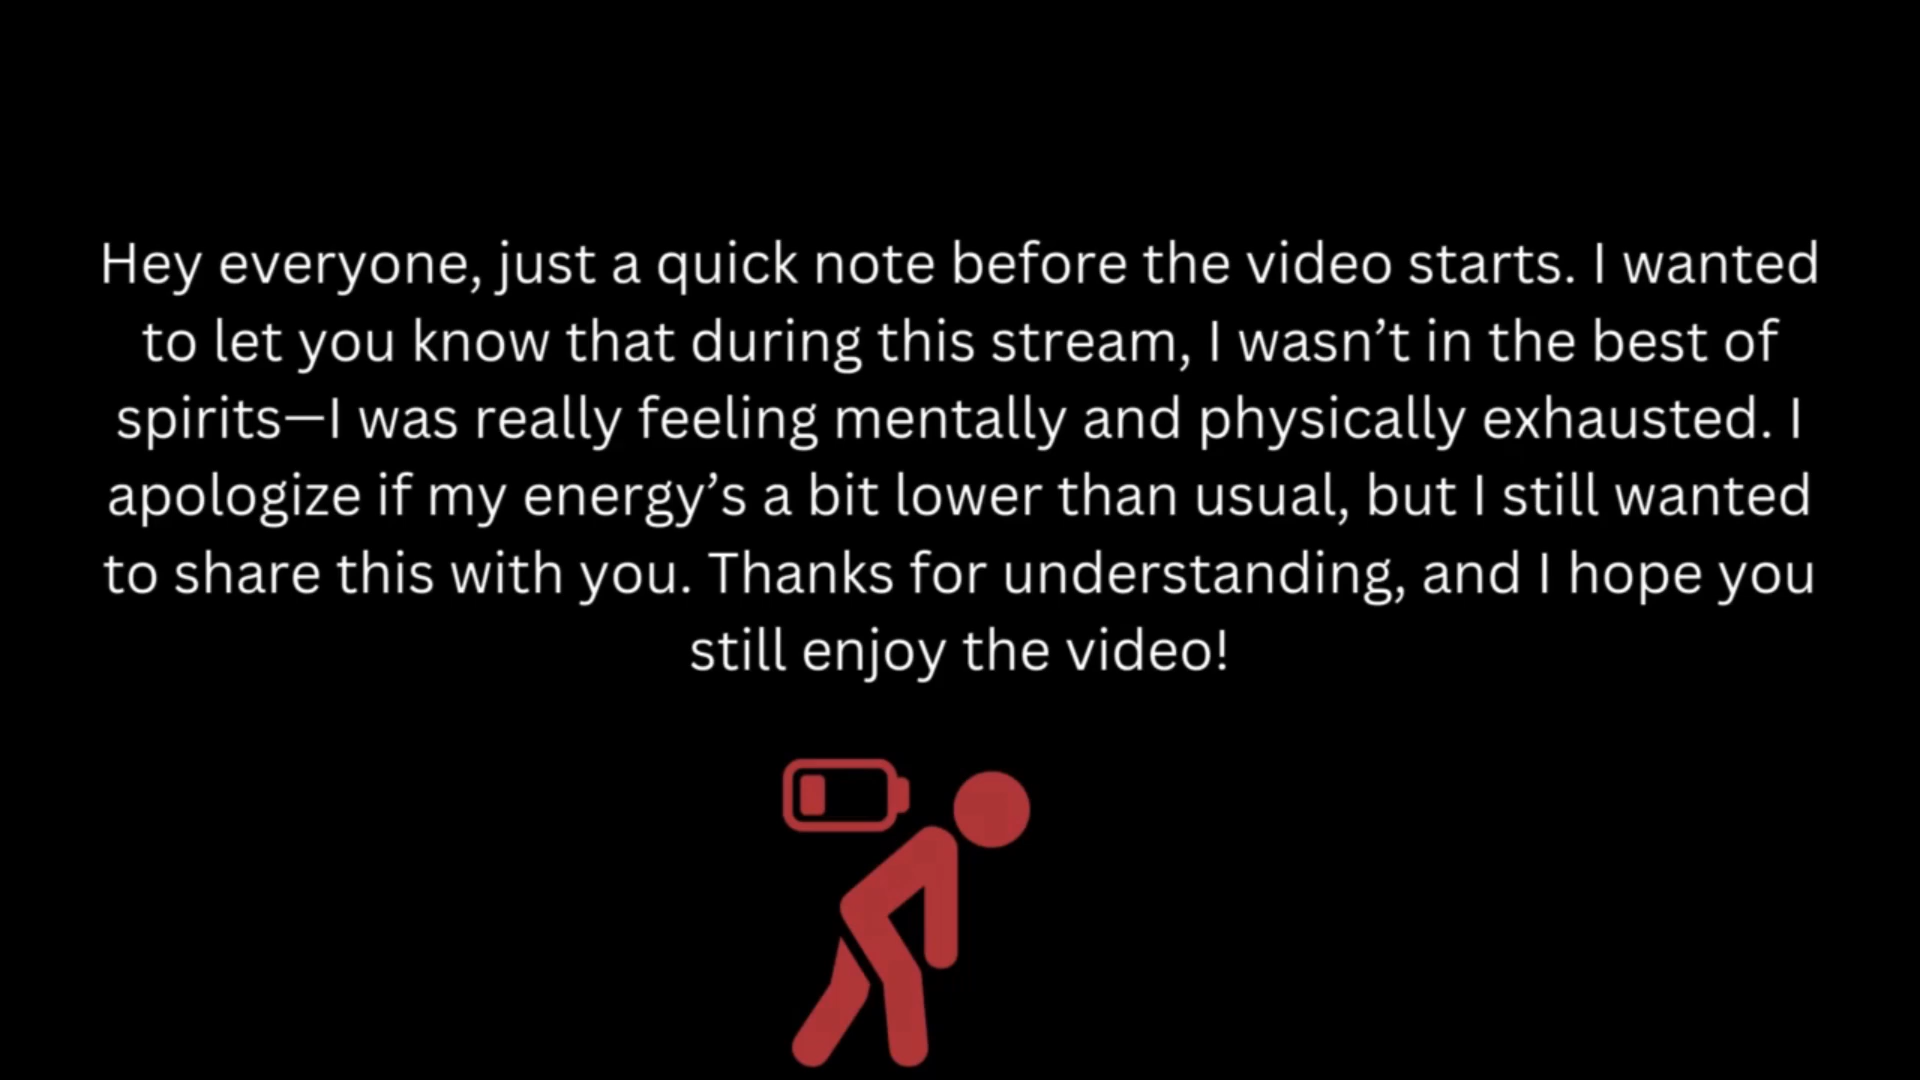 Hey everyone, just a quick note before the video starts. I wanted
to let you know that during this stream, I wasn’t in the best of
spirits—I was really feeling mentally and physically exhausted. I
apologize if my energy’s a bit lower than usual, but I still wanted
to share this with you. Thanks for understanding, and I hope you
still enjoy the video!